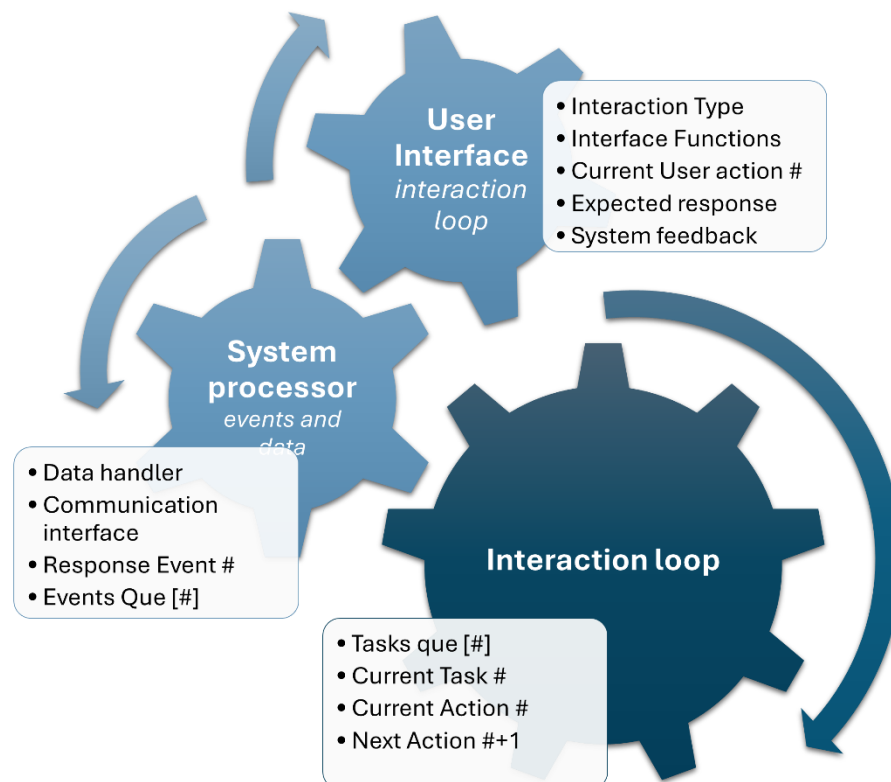 User
Interface
interaction
loop
• Interaction Type
• Interface Functions
• Current User action #
• Expected response
• System feedback
System
processor
events and
data
• Data handler
• Communication
interface
• Response Event #
• Events Que [#]
Interaction loop
• Tasks que [#]
• Current Task #
• Current Action #
• Next Action #+1